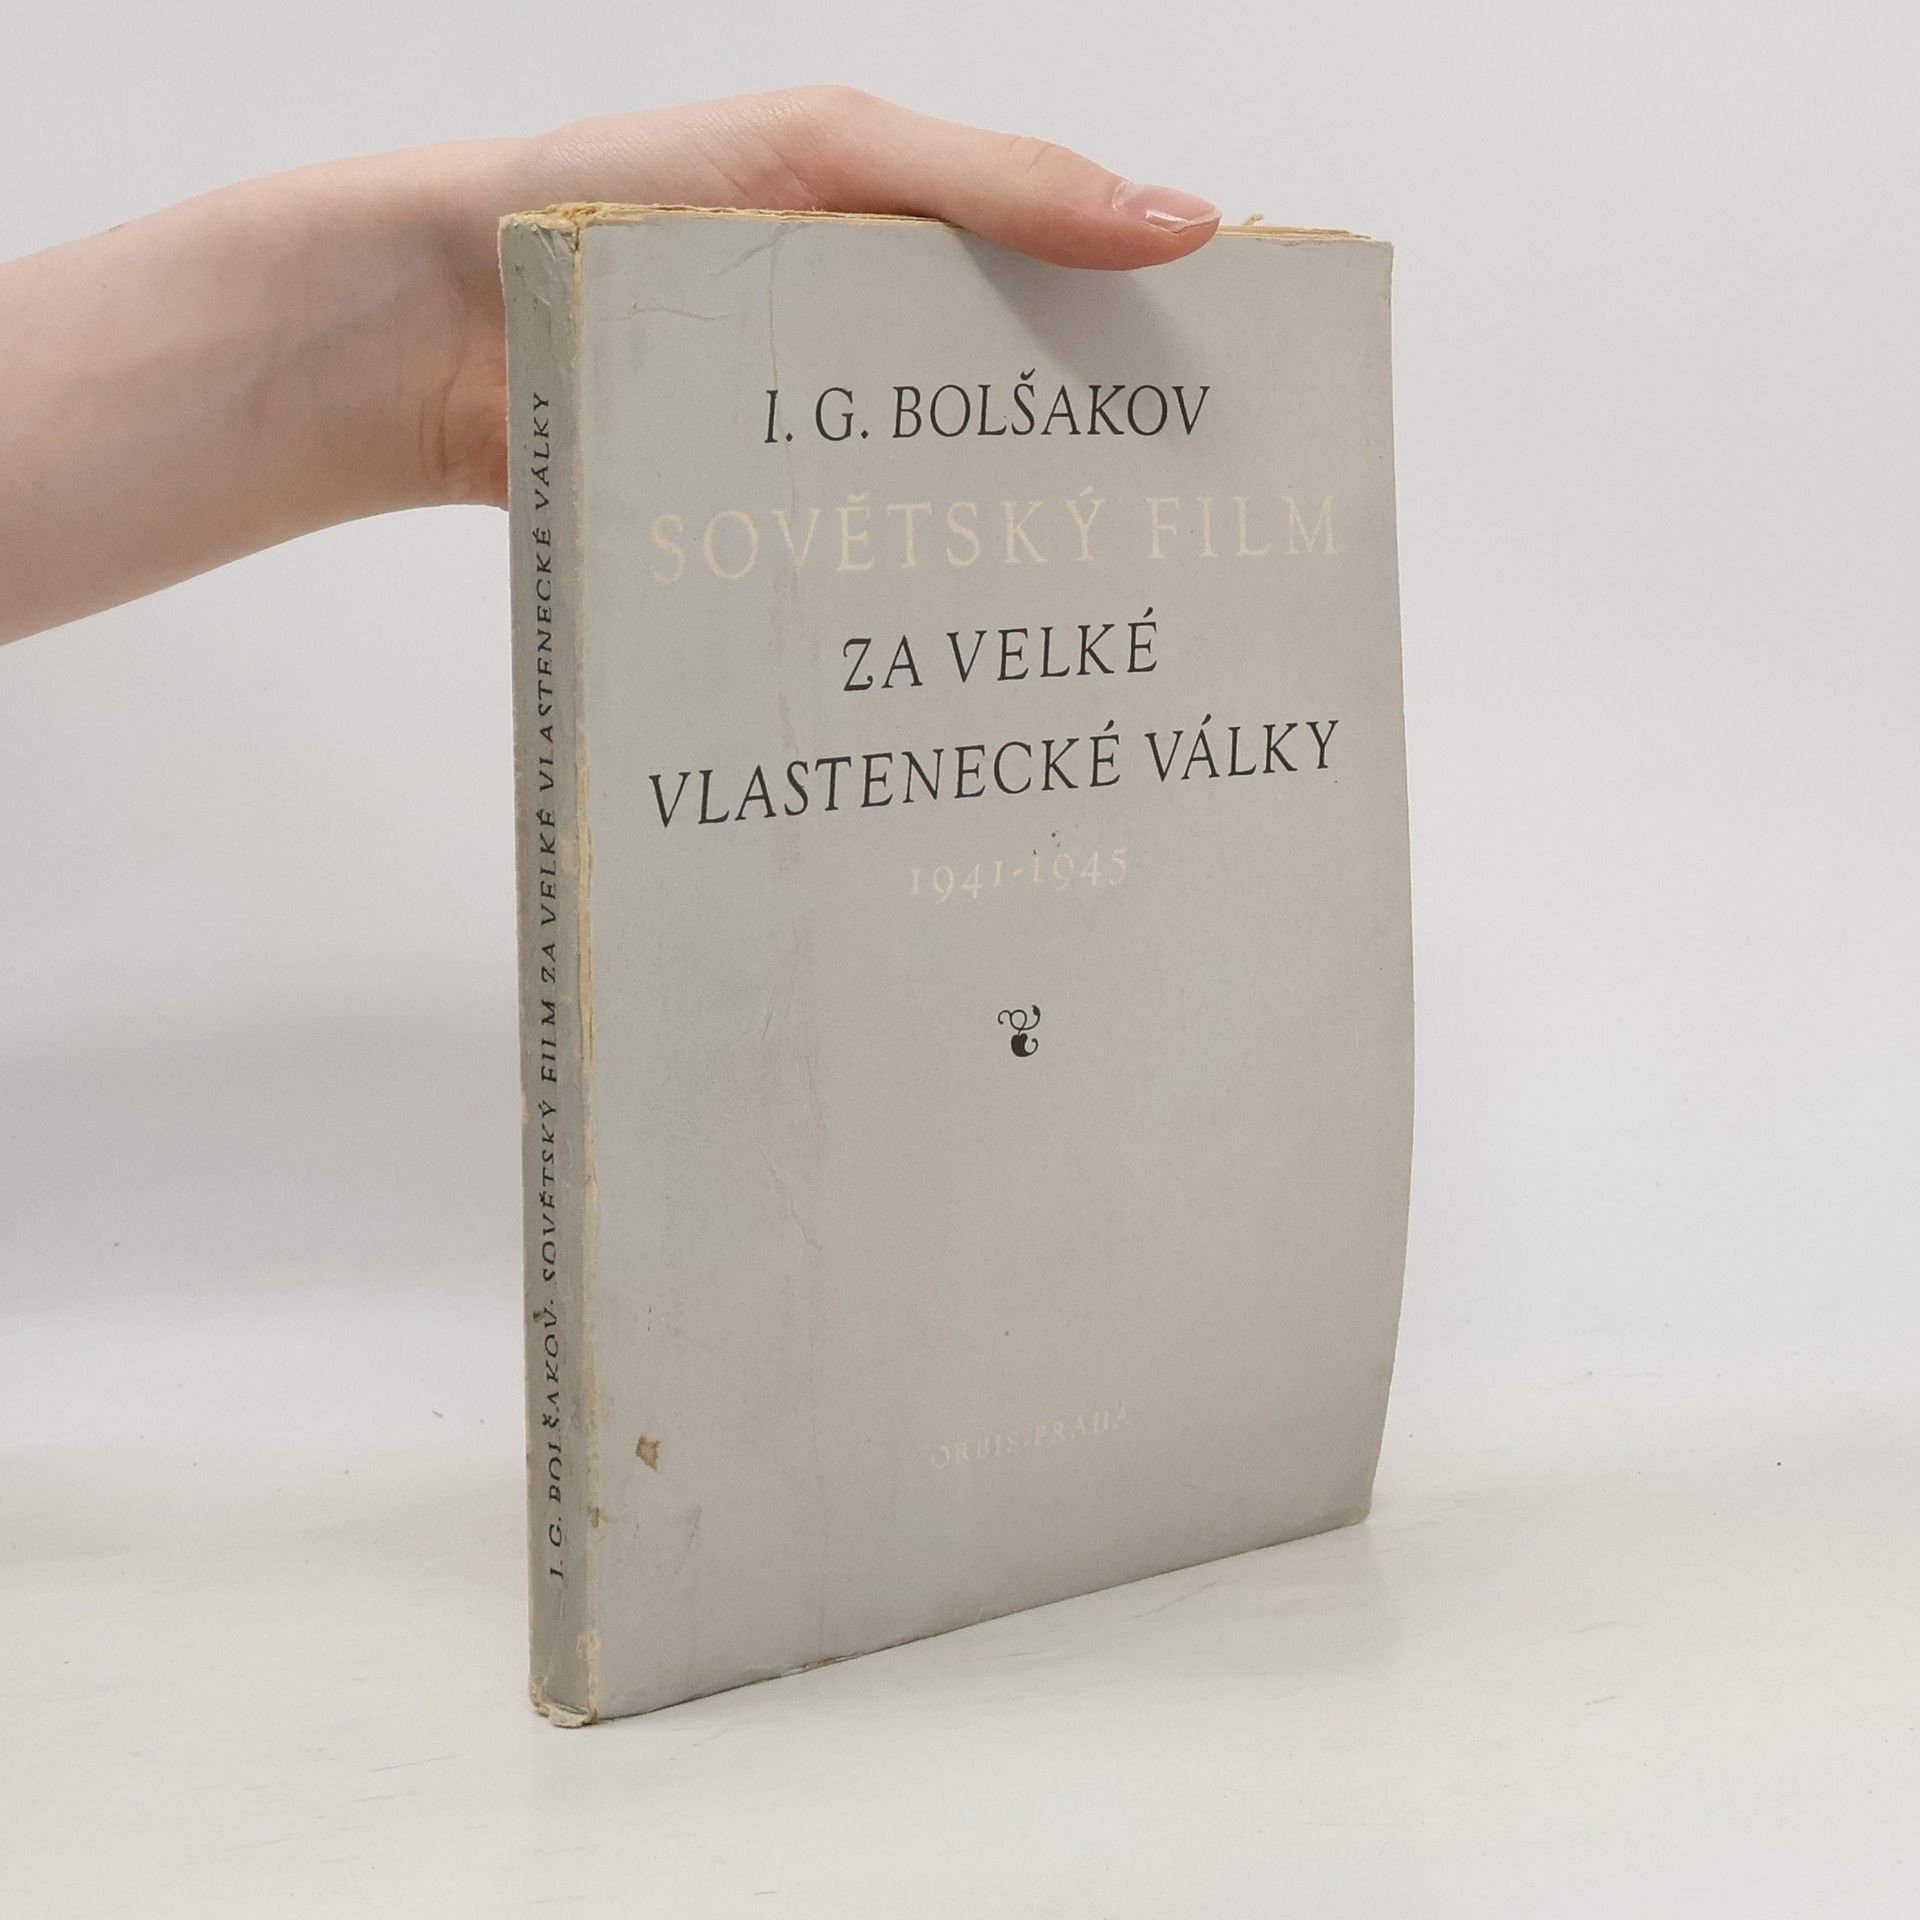 I. G. BOLŠAKOV
SOVĚTSKÝ FILM
ZA VELKÉ
VLASTENECKÉ VÁLKY
1941-1945
ORBIS-PRAHA
I. G. BOLŠAKOV. SOVĚTSKÝ FILM ZA VELKÉ VLASTENECKÉ VÁLKY